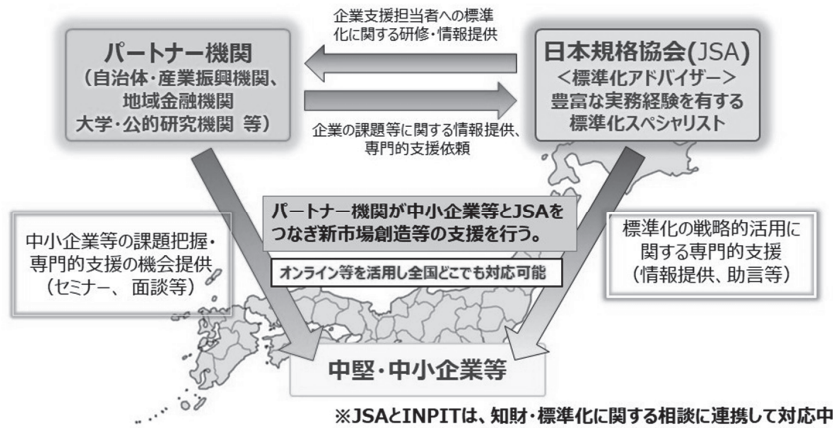 企業支援担当者への標準
化に関する研修・情報提供
パートナー機関
（自治体・産業振興機関、
地域金融機関
大学・公的研究機関 等）
日本規格協会(JSA)
＜標準化アドバイザー＞
豊富な実務経験を有する
標準化スペシャリスト
企業の課題等に関する情報提供、
専門的支援依頼
パートナー機関が中小企業等とJSAを
つなぎ新市場創造等の支援を行う。
オンライン等を活用し全国どこでも対応可能
中小企業等の課題把握・
専門的支援の機会提供
（セミナー、面談等）
標準化の戦略的活用に
関する専門的支援
（情報提供、助言等）
中堅・中小企業等
※JSAとINPITは、知財・標準化に関する相談に連携して対応中